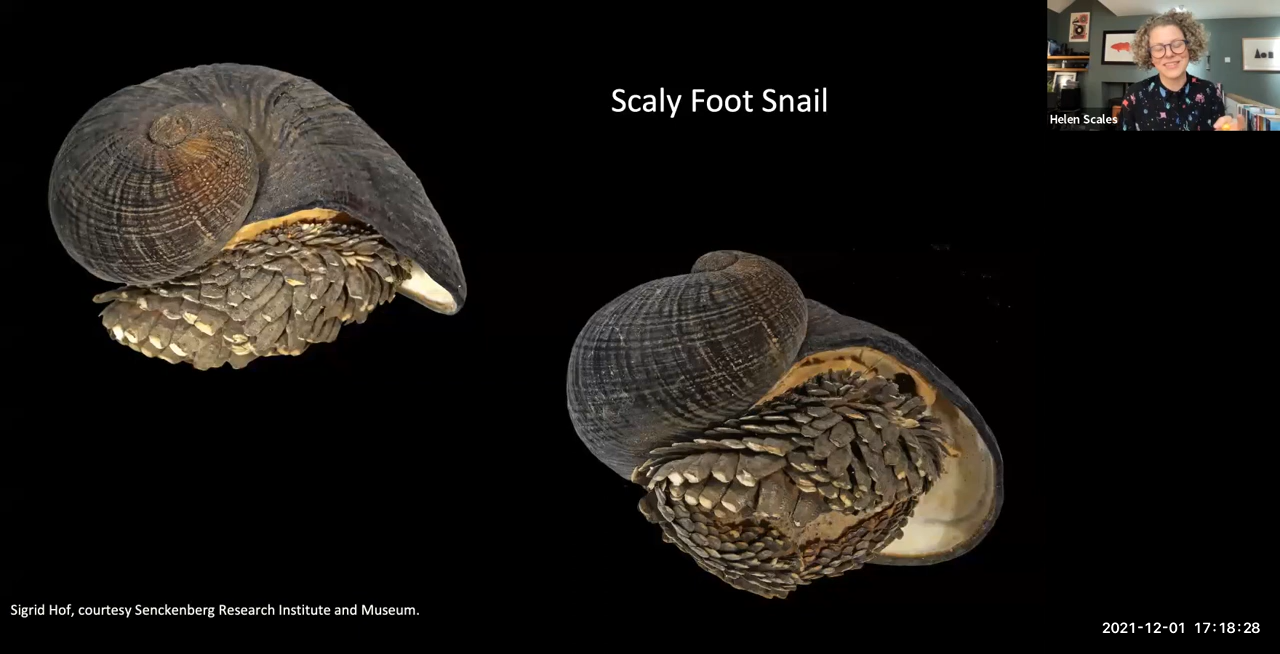 Scaly Foot Snail
Helen Scales
Sigrid Hof, courtesy Senckenberg Research Institute and Museum.
2021-12-01 17:18:28